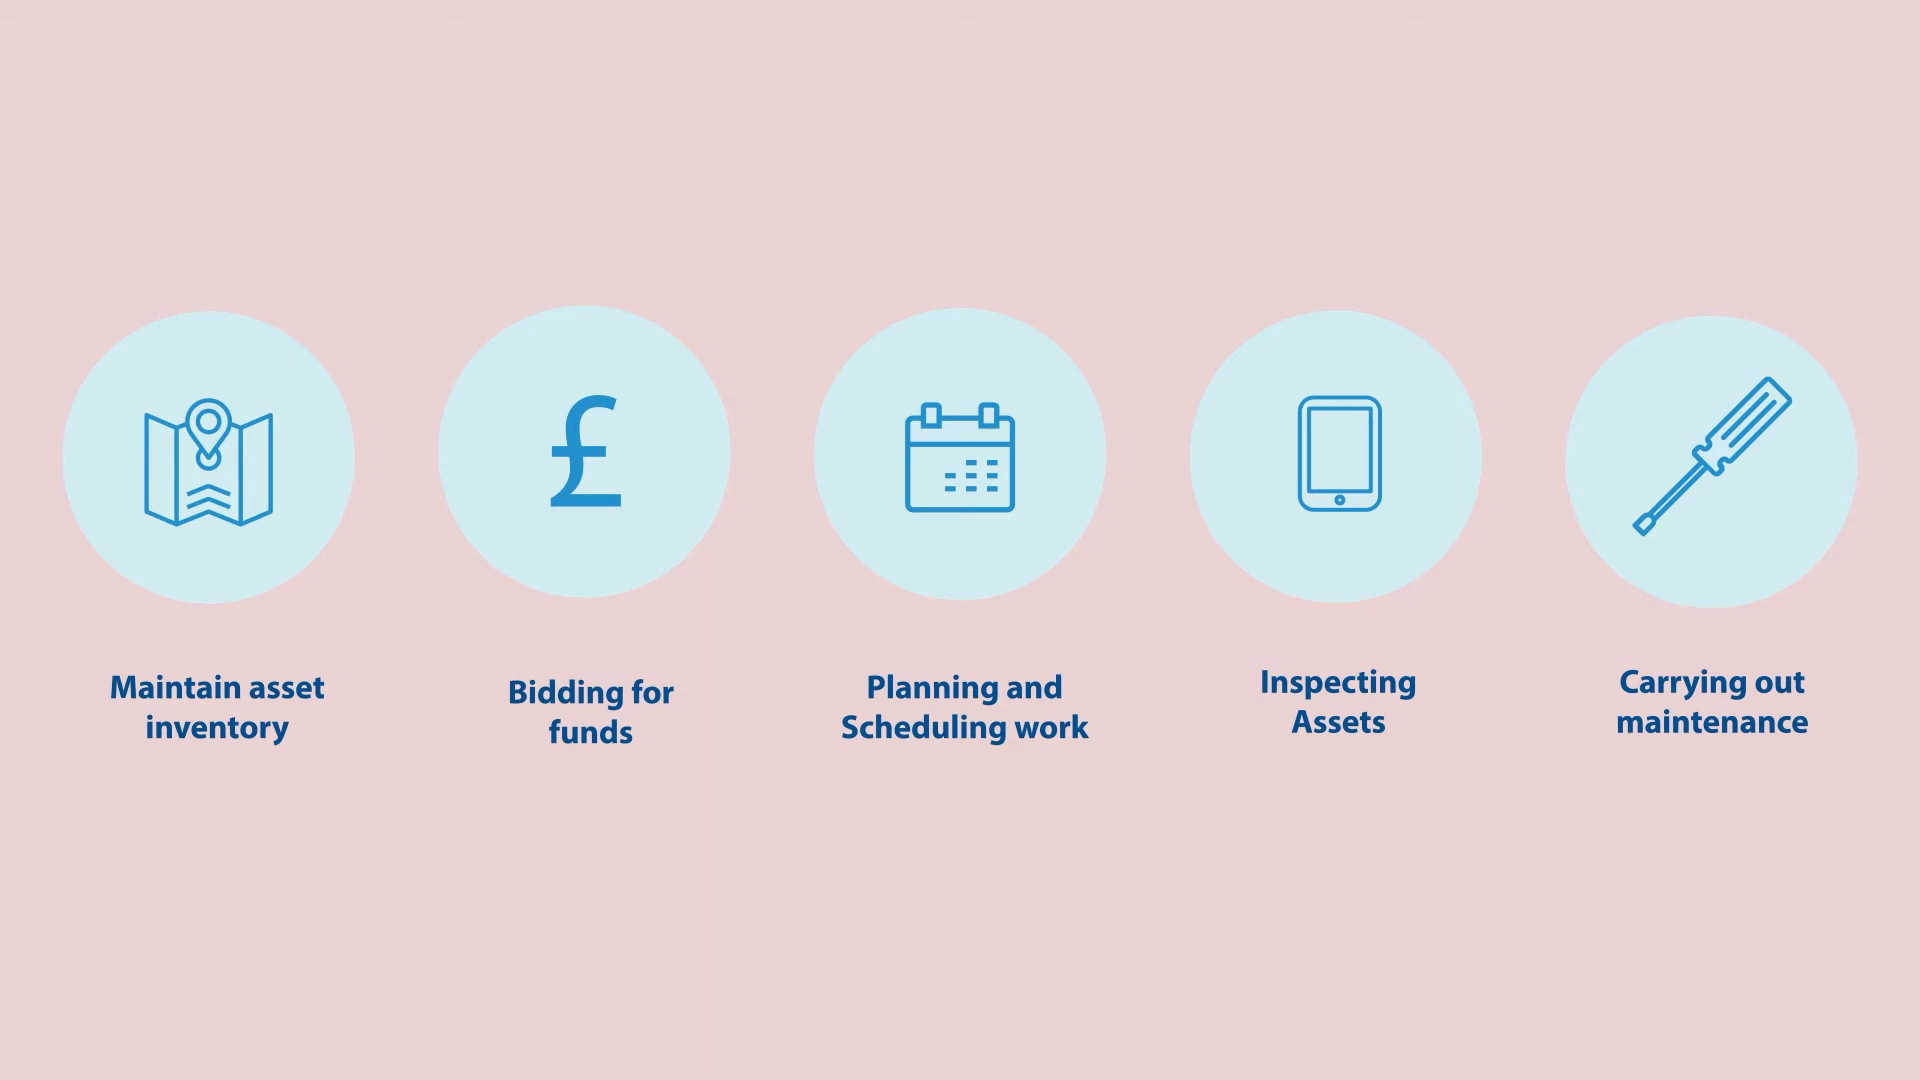 £
Maintain asset
inventory
Bidding for
funds
Planning and
Scheduling work
Inspecting
Assets
Carrying out
maintenance